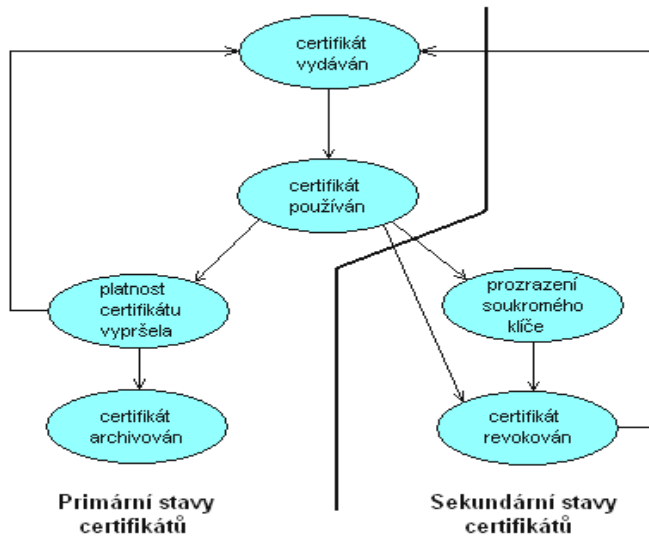 certifikát
vydáván
certifikát
používán
platnost
certifikátu
vypršela
prozrazení
soukromého
klíče
certifikát
archivován
certifikát
revokován
Primární stavy
certifikátů
Sekundární stavy
certifikátů